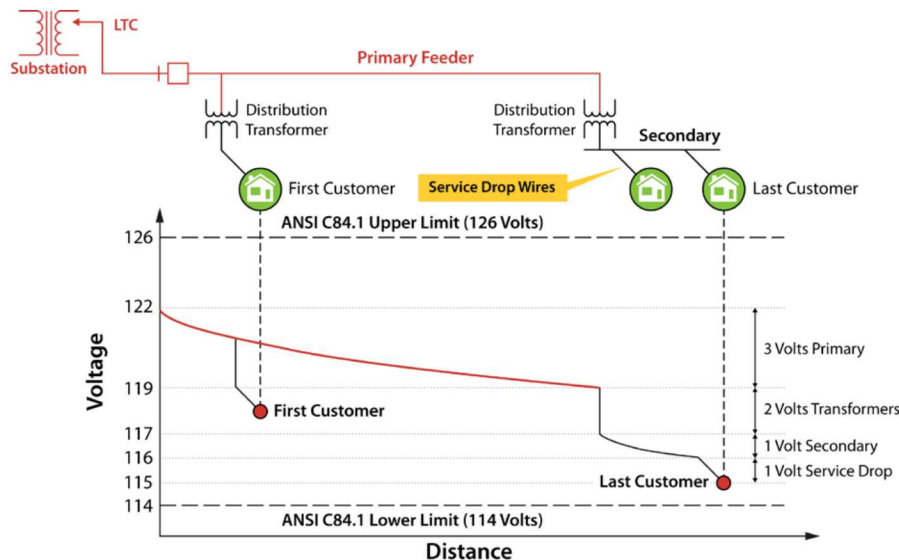 LTC
Substation
Primary Feeder
Distribution
Transformer
Distribution
Transformer
Secondary
First Customer
Service Drop Wires
Last Customer
ANSI C84.1 Upper Limit (126 Volts)
126
122
3 Volts Primary
119
First Customer
2 Volts Transformers
117
1 Volt Secondary
116
1 Volt Service Drop
115
Last Customer
114
ANSI C84.1 Lower Limit (114 Volts)
Voltage
Distance